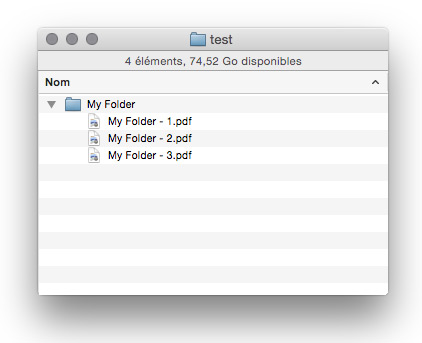 test
4 éléments, 74,52 Go disponibles
Nom
My Folder
My Folder - 1.pdf
My Folder - 2.pdf
My Folder - 3.pdf